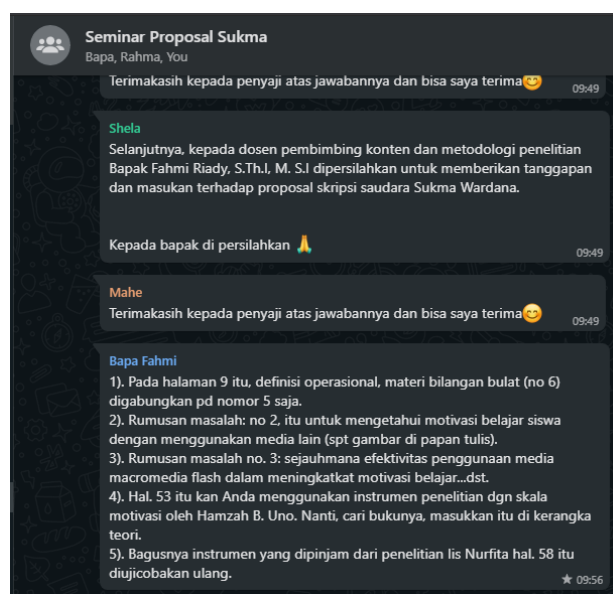 Seminar Proposal Sukma
Bapa, Rahma, You
Terimakasih kepada penyaji atas jawabannya dan bisa saya terima😊
09:49
Shela
Selanjutnya, kepada dosen pembimbing konten dan metodologi penelitian
Bapak Fahmi Riady, S.Th.I, M. S.I dipersilahkan untuk memberikan tanggapan
dan masukan terhadap proposal skripsi saudara Sukma Wardana.
Kepada bapak di persilahkan 🙏
09:49
Mahe
Terimakasih kepada penyaji atas jawabannya dan bisa saya terima😊
09:49
Bapa Fahmi
1). Pada halaman 9 itu, definisi operasional, materi bilangan bulat (no 6)
digabungkan pd nomor 5 saja.
2). Rumusan masalah: no 2, itu untuk mengetahui motivasi belajar siswa
dengan menggunakan media lain (spt gambar di papan tulis).
3). Rumusan masalah no. 3: sejauhmana efektivitas penggunaan media
macromedia flash dalam meningkatkat motivasi belajar...dst.
4). Hal. 53 itu kan Anda menggunakan instrumen penelitian dgn skala
motivasi oleh Hamzah B. Uno. Nanti, cari bukunya, masukkan itu di kerangka
teori.
5). Bagusnya instrumen yang dipinjam dari penelitian Iis Nurfita hal. 58 itu
diujicobakan ulang.
★ 09:56